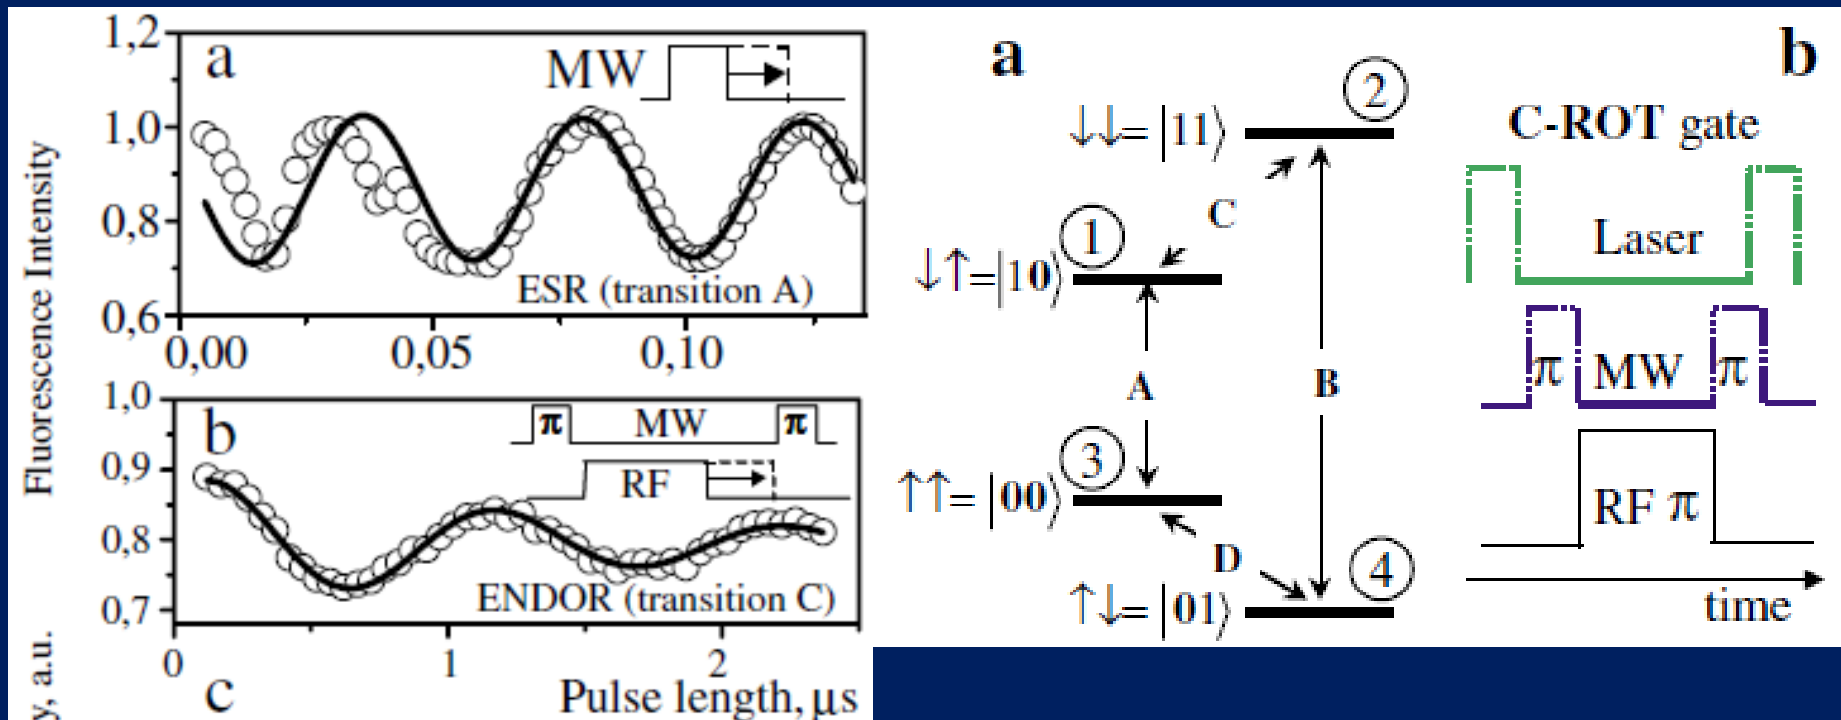 Fluorescence Intensity
y, a.u.
1,2
1,0
0,8
0,6
a
MW
ESR (transition A)
0,00 0,05 0,10
1,0
0,9
0,8
0,7
b
π MW π
RF
ENDOR (transition C)
0 1 2
c
Pulse length, μs
a
↓↓= |11⟩
2
C
1
↓↑=|10⟩
A
B
3
↑↑= |00⟩
D
4
↑↓= |01⟩
b
C-ROT gate
Laser
π MW π
RF π
time